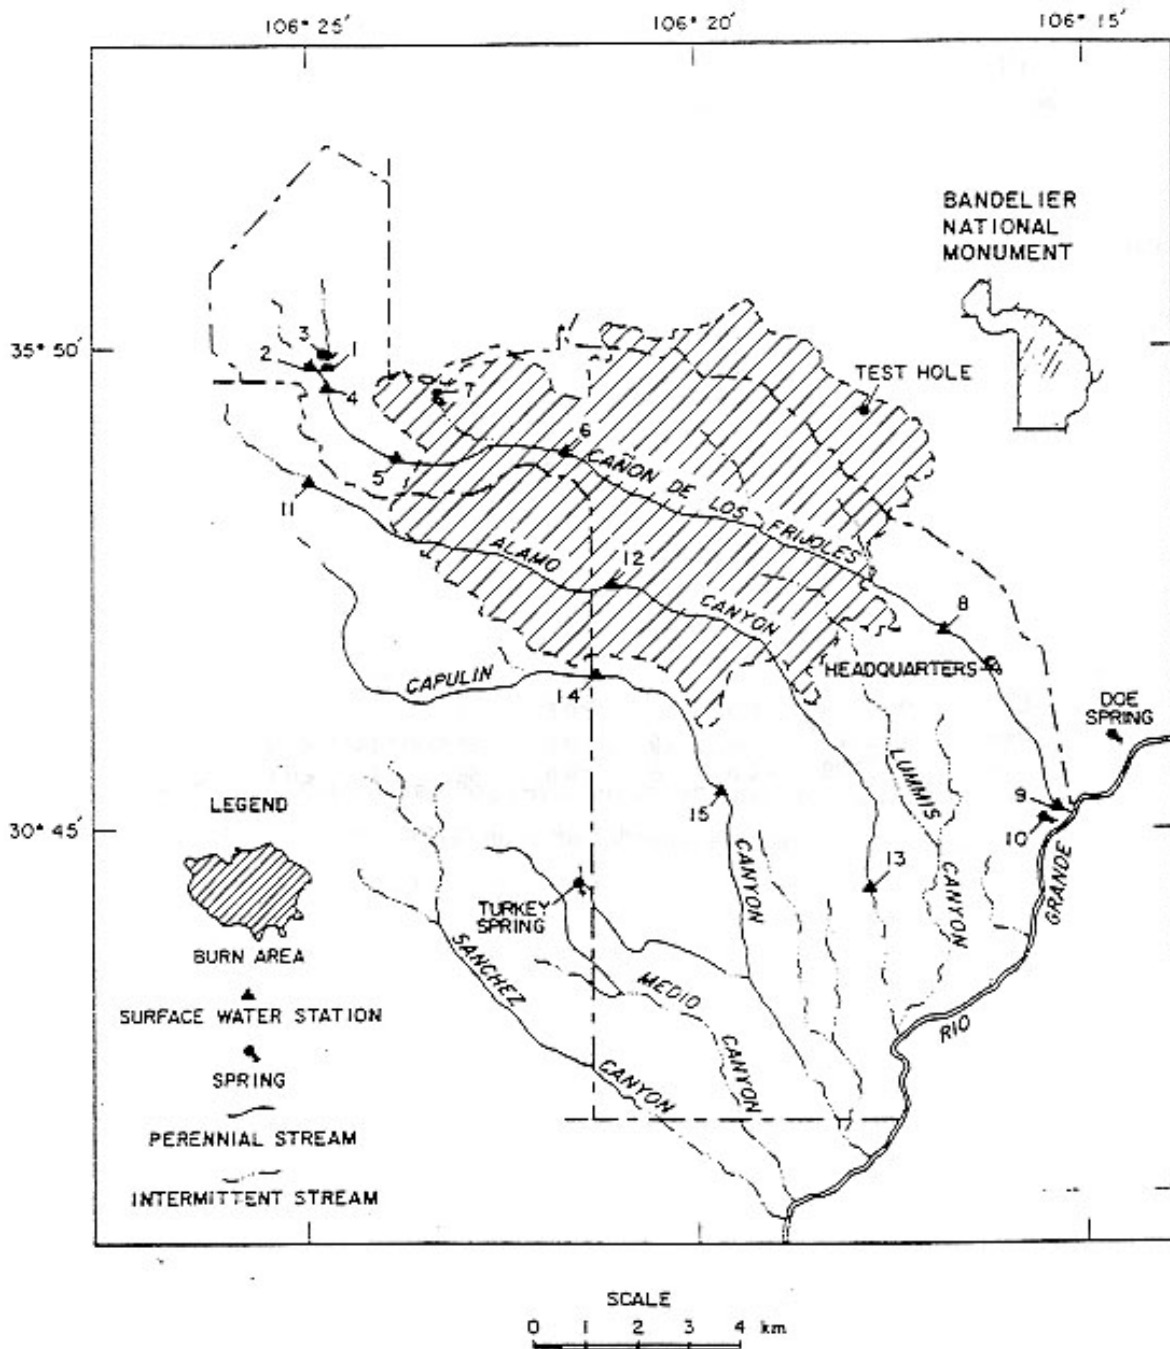 106° 25′
106° 20′
106° 15′
BANDELIER
NATIONAL
MONUMENT
35° 50′
3
1
2
4
7
TEST HOLE
6
5
CAÑON DE LOS FRIJOLES
11
ALAMO
12
CANYON
8
HEADQUARTERS
CAPULIN
14
DOE
SPRING
LUMMIS
CANYON
9
10
15
30° 45′
CANYON
13
GRANDE
RIO
TURKEY
SPRING
SANCHEZ
CANYON
MEDIO
CANYON
LEGEND
BURN AREA
SURFACE WATER STATION
SPRING
PERENNIAL STREAM
INTERMITTENT STREAM
SCALE
0 1 2 3 4 km